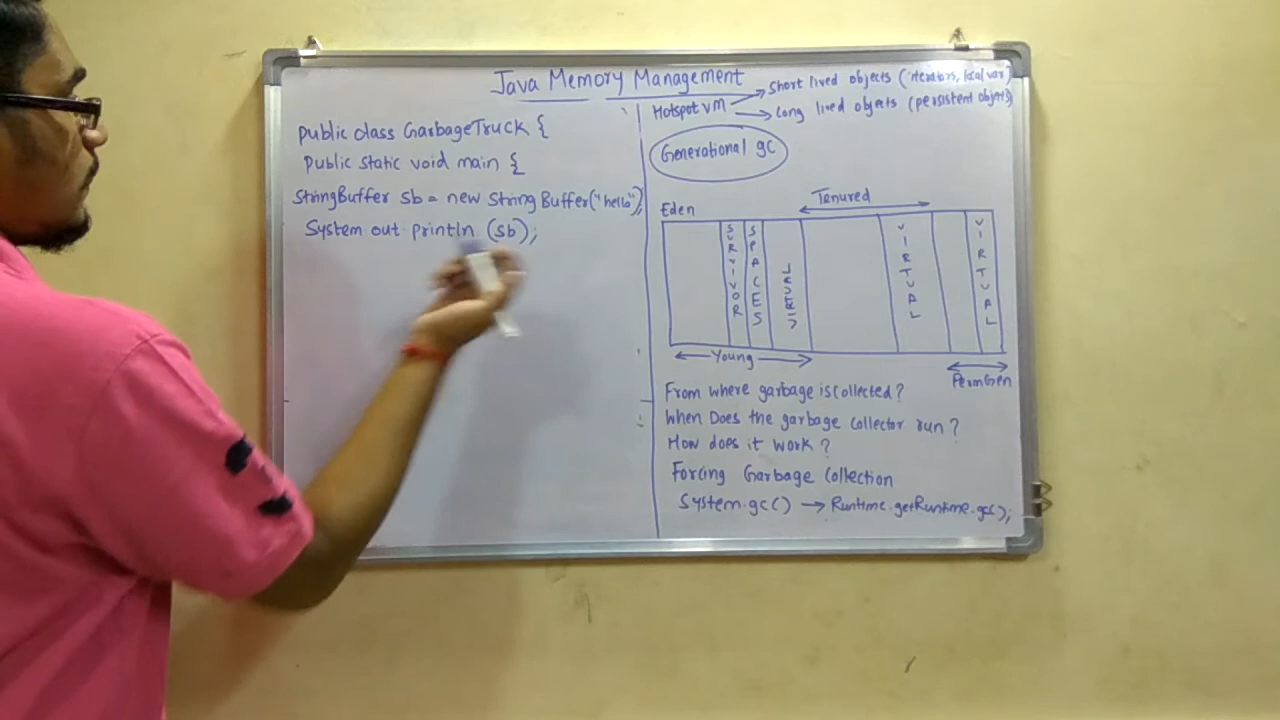 Java Memory Management
public class GarbageTruck {
public static void main {
StringBuffer sb = new StringBuffer("hello");
System out println (sb);
Hotspot vm → Short lived objects (iterators, local var)
→ Long lived objects (persistent objects)
Generational gc
Tenured
Eden
SURVIVOR
SPACES
VIRTUAL
VIRTUAL
VIRTUAL
← Young →
PermGen
From where garbage is collected?
When Does the garbage collector run?
How does it work?
Forcing Garbage Collection
System.gc() → Runtime.getRuntime.gc();